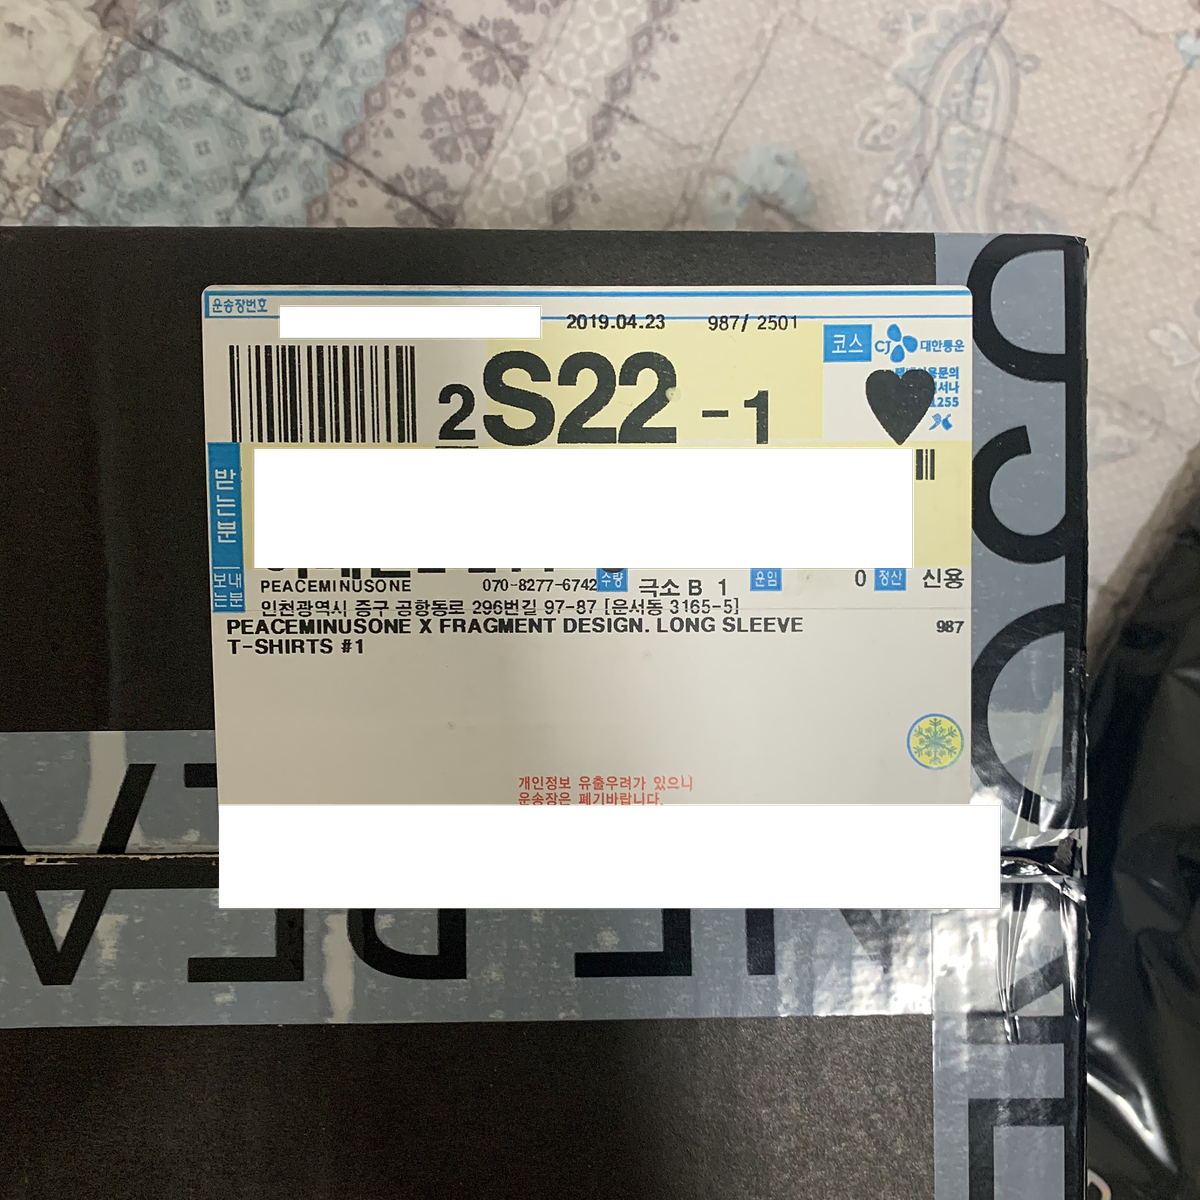 운송장번호
2019.04.23 987/ 2501
코스 CJ 대한통운
1255
2 S22 -1
받는분
보내는분 PEACEMINUSONE 070-8277-6742 수량 극소 B 1 운임 0 정산 신용
인천광역시 중구 공항동로 296번길 97-87 [운서동 3165-5]
PEACEMINUSONE X FRAGMENT DESIGN. LONG SLEEVE 987
T-SHIRTS #1
개인정보 유출우려가 있으니
운송장은 폐기바랍니다.